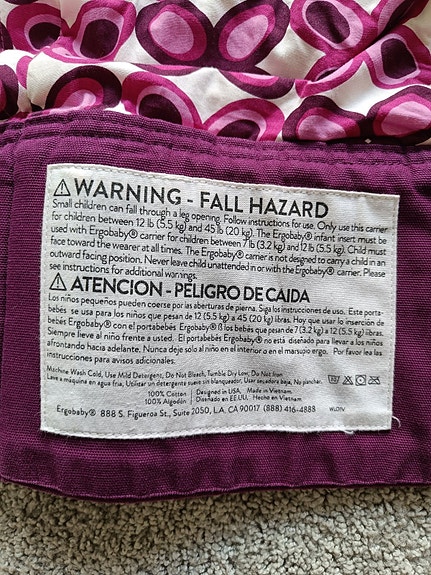 ⚠WARNING - FALL HAZARD
Small children can fall through a leg opening. Follow instructions for use. Only use this carrier
for children between 12 lb (5.5 kg) and 45 lb (20 kg). The Ergobaby® infant insert must be
used with Ergobaby® carrier for children between 7 lb (3.2 kg) and 12 lb (5.5 kg). Child must
face toward the wearer at all times. The Ergobaby® carrier is not designed to carry a child in an
outward facing position. Never leave child unattended in or with the Ergobaby® carrier. Please
see instructions for additional warnings.
⚠ATENCION - PELIGRO DE CAIDA
Los niños pequeños pueden coerse por las aberturas de pierna. Siga los instrucciones de uso. Este porta-
bebés se usa para los niños que pesan de 12 (5.5 kg) a 45 (20 kg) libras. Hoy que usar lo inserción de
bebés Ergobaby® con el portabebés Ergobaby® ß los bebés que pesan de 7 (3.2 kg) a 12 (5.5 kg) libras.
Siempre lleve al niño frente a usted. El portabebés Ergobaby® no está diseñado para llevar a los niños
afrontando hacia adelante. Nunca deje solo al niño en el interior o en el marsupio ergo. Por favor lea las
instrucciones para avisos adicionales.
Machine Wash Cold, Use Mild Detergent, Do Not Bleach, Tumble Dry Low, Do Not Iron
Lave a máquina en agua fria, Utilizar un detergente suave sin blanqueador, Usar secadora baja, No planchar.
100% Cotton | Designed in USA, Made in Vietnam
100% Algodón | Diseñado en EE.UU. Hecho en Vietnam
Ergobaby® 888 S. Figueroa St., Suite 2050, L.A. CA 90017 (888) 416-4888 WLDIV